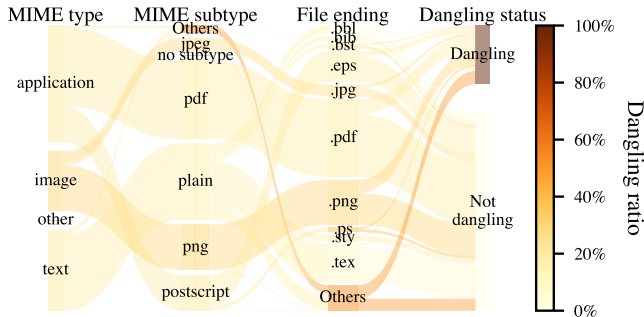 MIME type
MIME subtype
File ending
Dangling status
application
image
other
text
Others
jpeg
no subtype
pdf
plain
png
postscript
.bbl
.bib
.bst
.eps
.jpg
.pdf
.png
.ps
.sty
.tex
Others
Dangling
Not
dangling
100%
80%
60%
40%
20%
0%
Dangling ratio